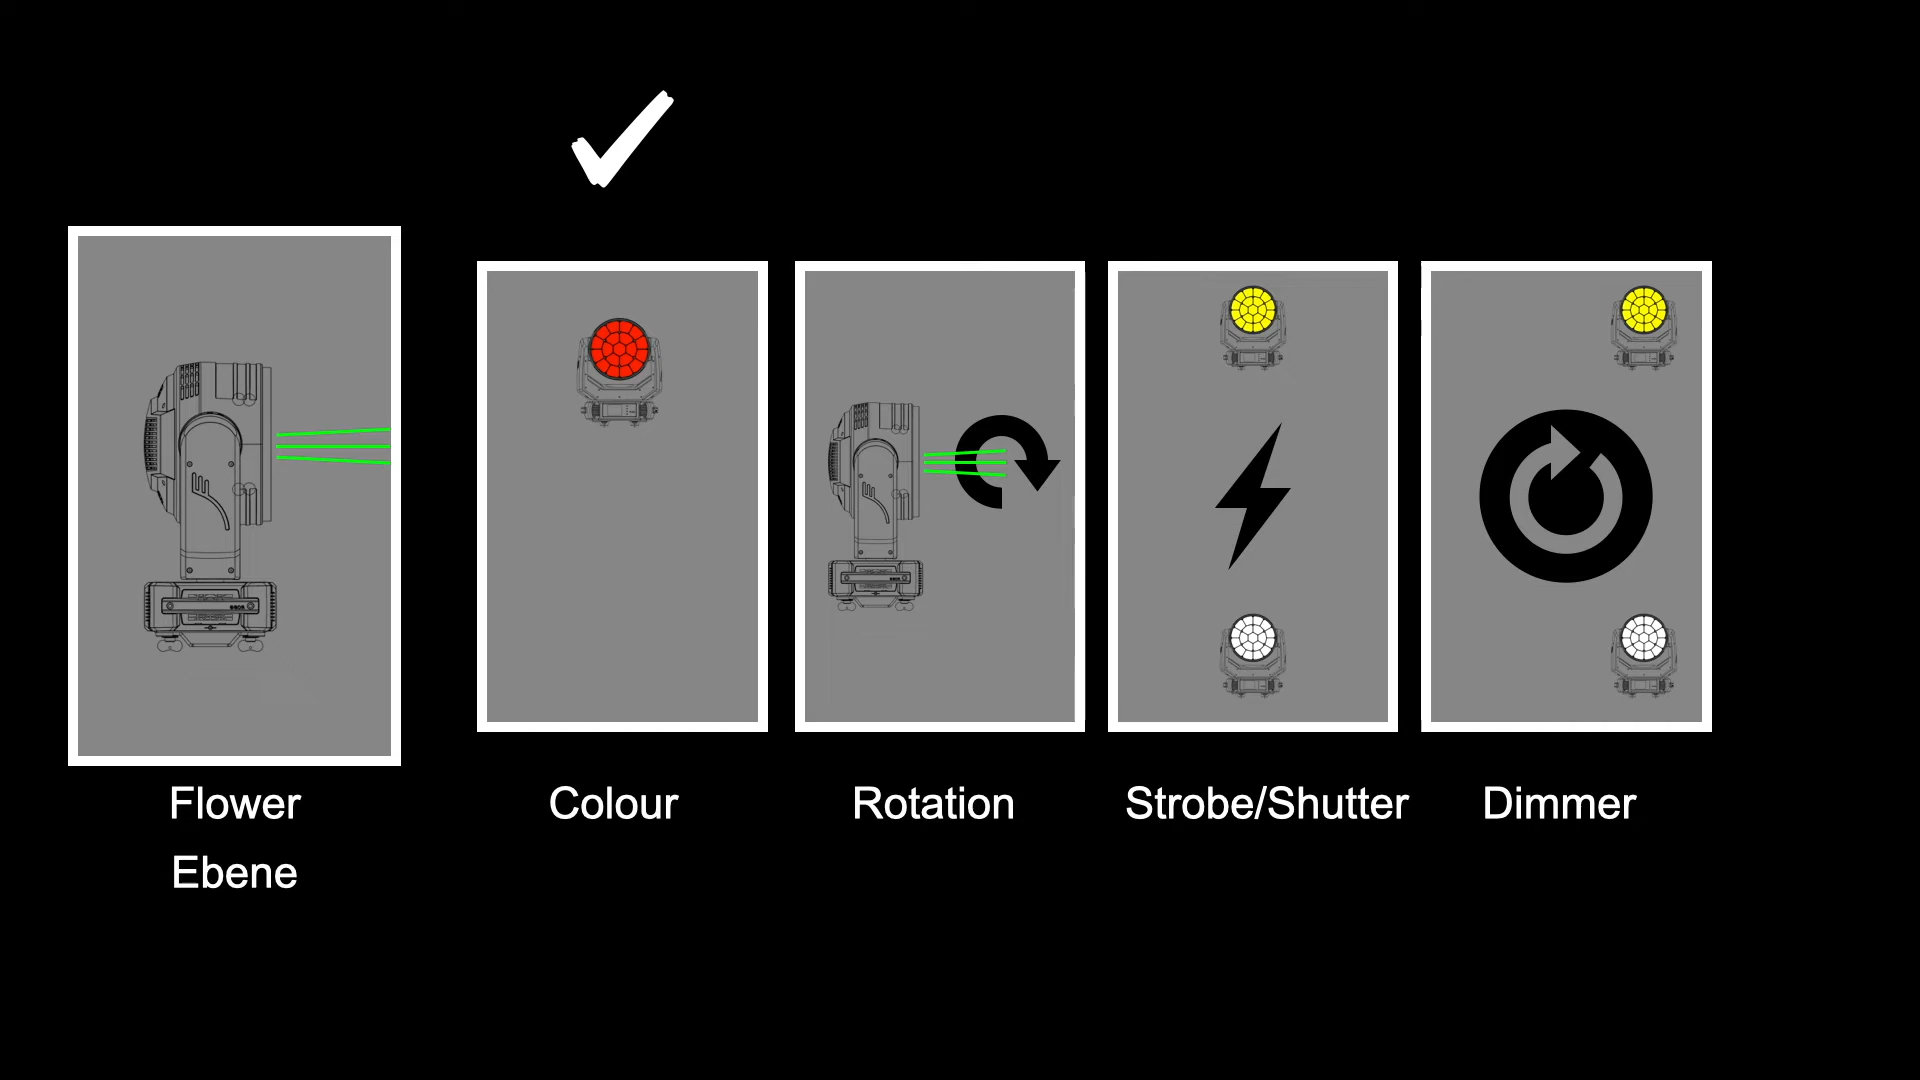 Flower
Ebene
Colour
Rotation
Strobe/Shutter
Dimmer